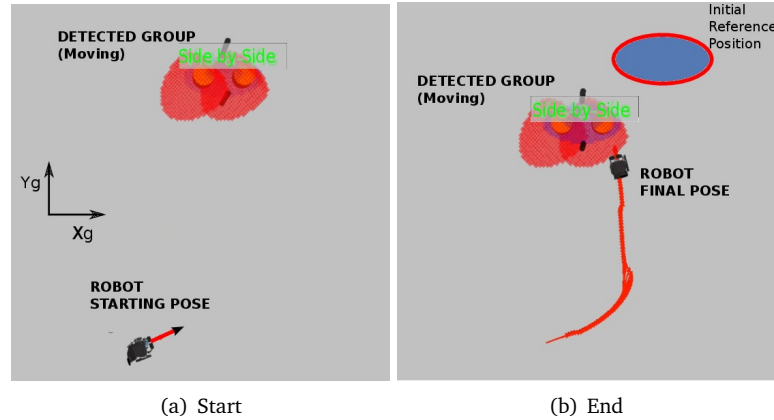 DETECTED GROUP
(Moving)
Side by Side
Yg
Xg
ROBOT
STARTING POSE
(a) Start
Initial
Reference
Position
DETECTED GROUP
(Moving)
Side by Side
ROBOT
FINAL POSE
(b) End